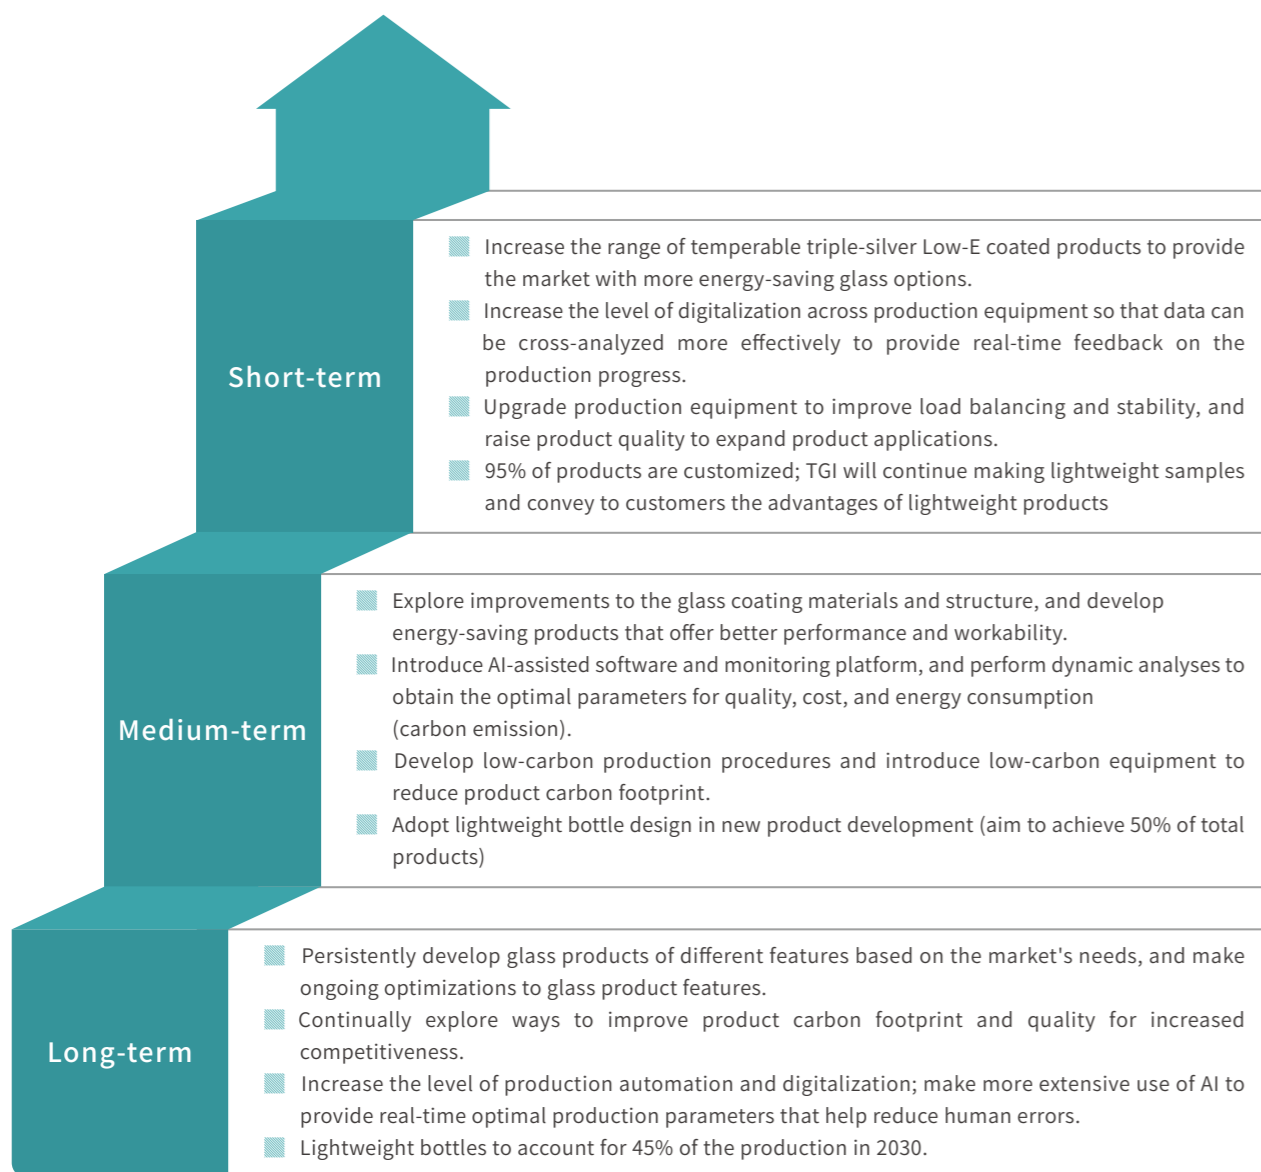 Short-term
Increase the range of temperable triple-silver Low-E coated products to provide
the market with more energy-saving glass options.
Increase the level of digitalization across production equipment so that data can
be cross-analyzed more effectively to provide real-time feedback on the
production progress.
Upgrade production equipment to improve load balancing and stability, and
raise product quality to expand product applications.
95% of products are customized; TGI will continue making lightweight samples
and convey to customers the advantages of lightweight products
Medium-term
Explore improvements to the glass coating materials and structure, and develop
energy-saving products that offer better performance and workability.
Introduce AI-assisted software and monitoring platform, and perform dynamic analyses to
obtain the optimal parameters for quality, cost, and energy consumption
(carbon emission).
Develop low-carbon production procedures and introduce low-carbon equipment to
reduce product carbon footprint.
Adopt lightweight bottle design in new product development (aim to achieve 50% of total
products)
Long-term
Persistently develop glass products of different features based on the market's needs, and make
ongoing optimizations to glass product features.
Continually explore ways to improve product carbon footprint and quality for increased
competitiveness.
Increase the level of production automation and digitalization; make more extensive use of AI to
provide real-time optimal production parameters that help reduce human errors.
Lightweight bottles to account for 45% of the production in 2030.